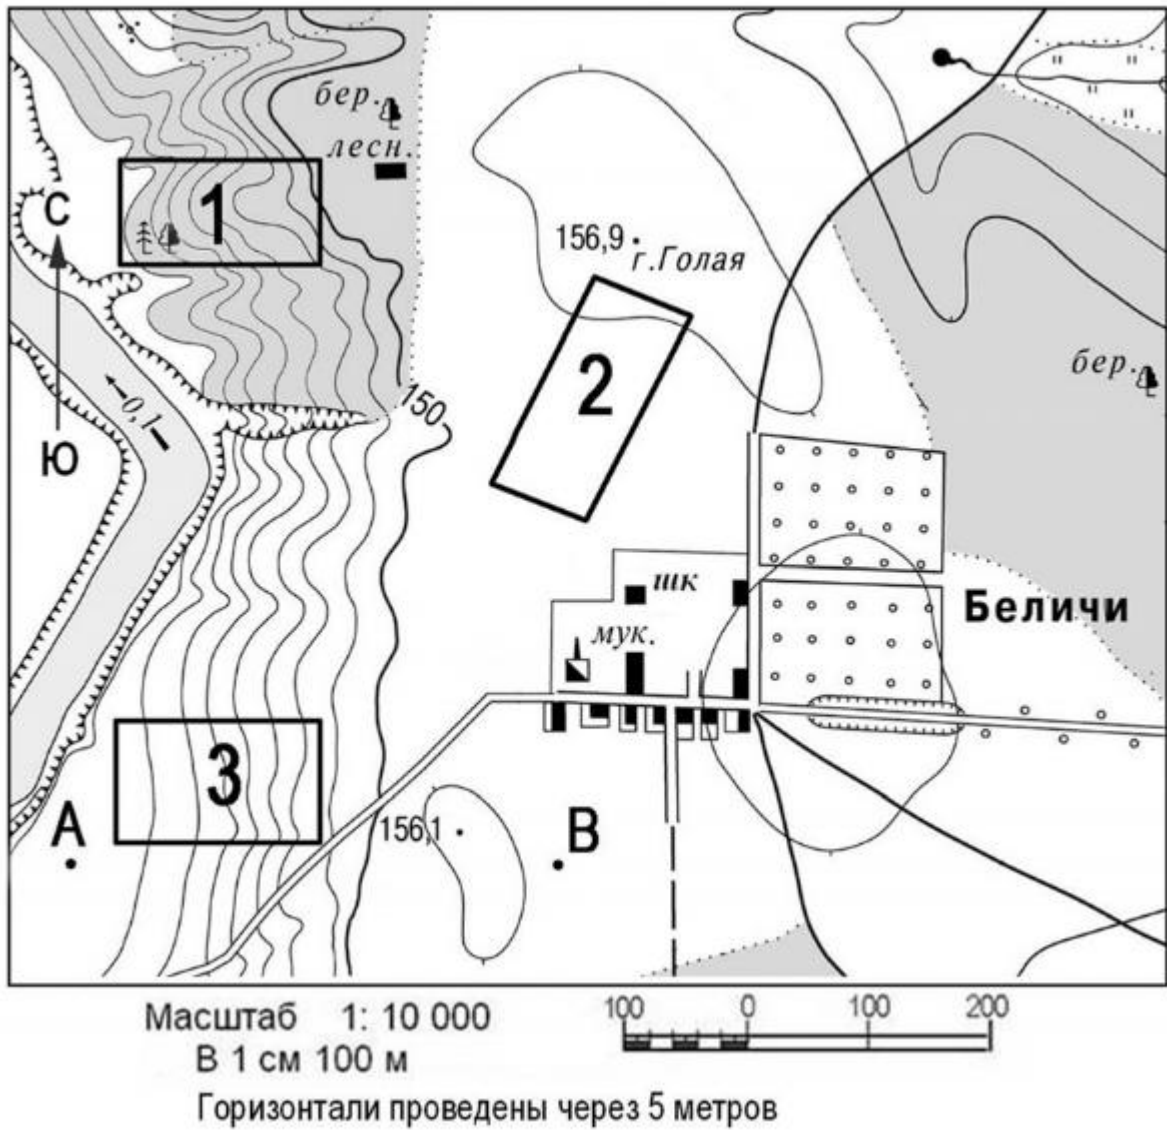 бер.
лесн.
1
С
156,9
г.Голая
бер.
2
0,1
150
Ю
шк
Беличи
мук.
3
156,1
А
В
Масштаб 1: 10 000
100 0 100 200
В 1 см 100 м
Горизонтали проведены через 5 метров